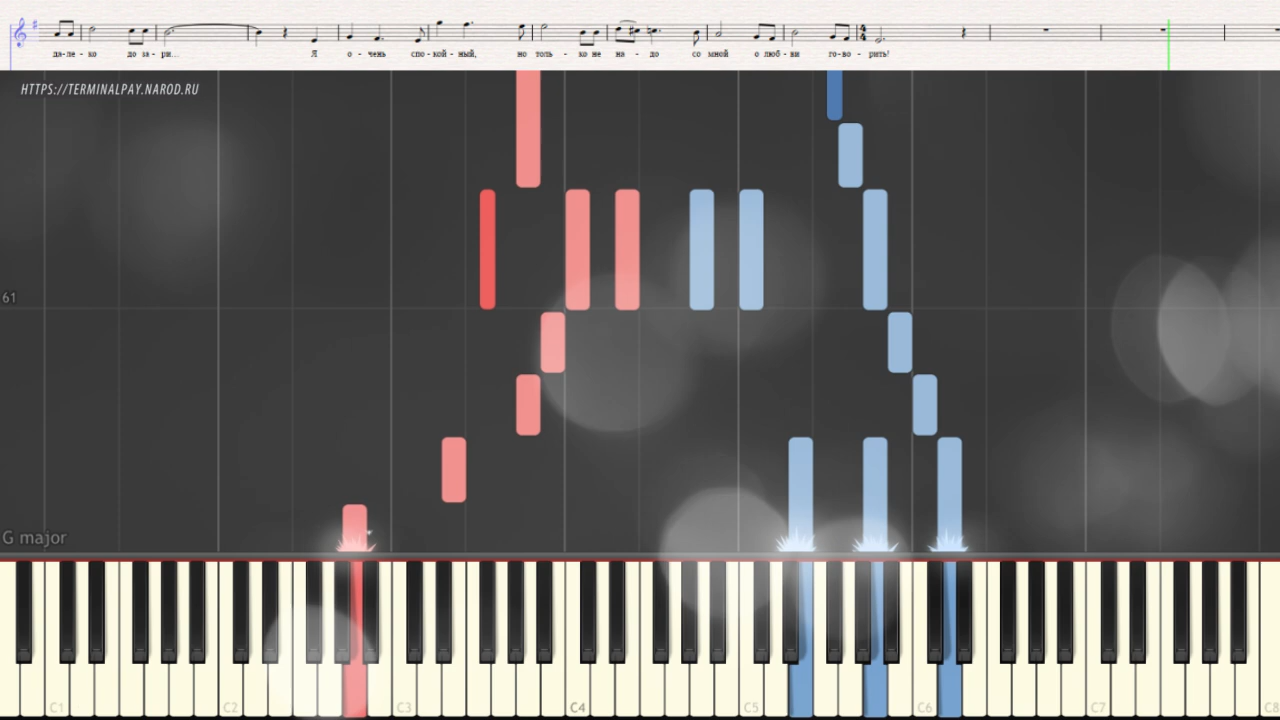 да-ле - ко до за - ри... Я о - чень спо - кой - ный, но толь - ко не на - до со мной о люб - ви го-во - рить!
HTTPS://TERMINALPAY.NAROD.RU
61
G major
C1 C2 C3 C4 C5 C6 C7 C8